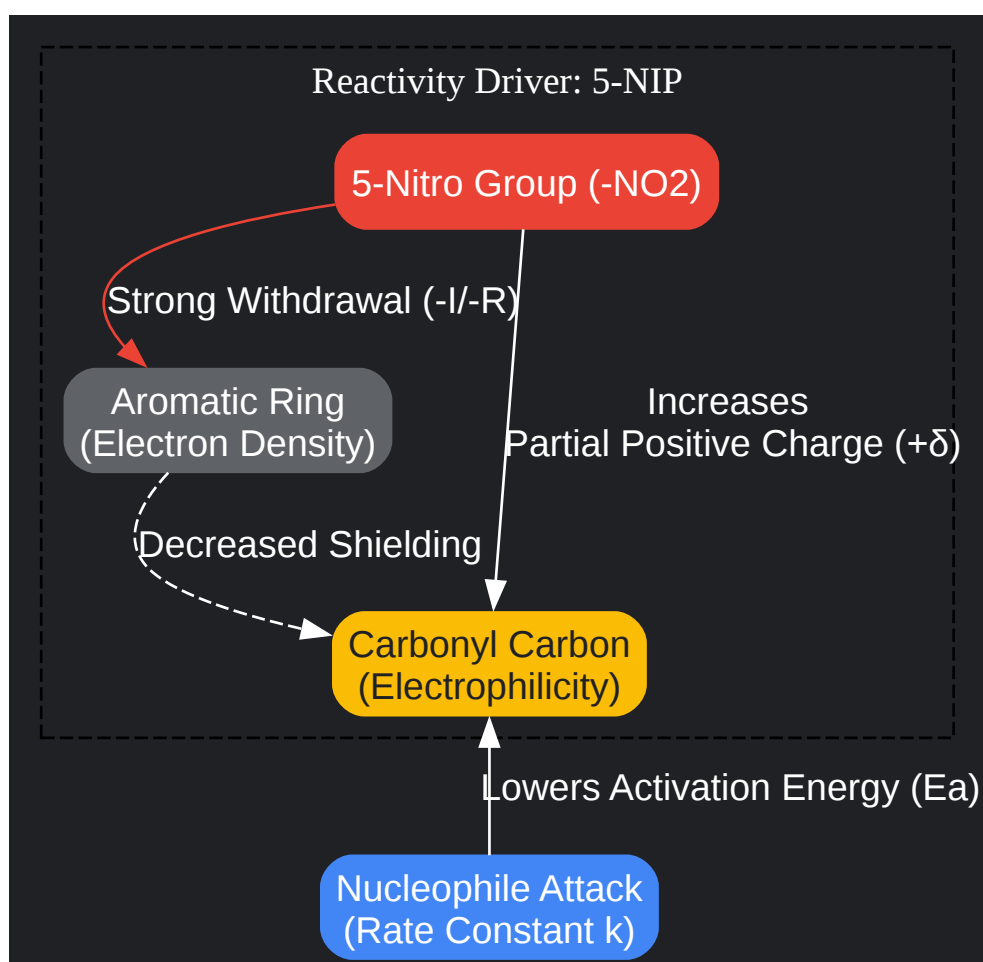 Reactivity Driver: 5-NIP
5-Nitro Group (-NO2)
Strong Withdrawal (-I/-R)
Aromatic Ring
(Electron Density)
Increases
Partial Positive Charge (+δ)
Decreased Shielding
Carbonyl Carbon
(Electrophilicity)
Lowers Activation Energy (Ea)
Nucleophile Attack
(Rate Constant k)